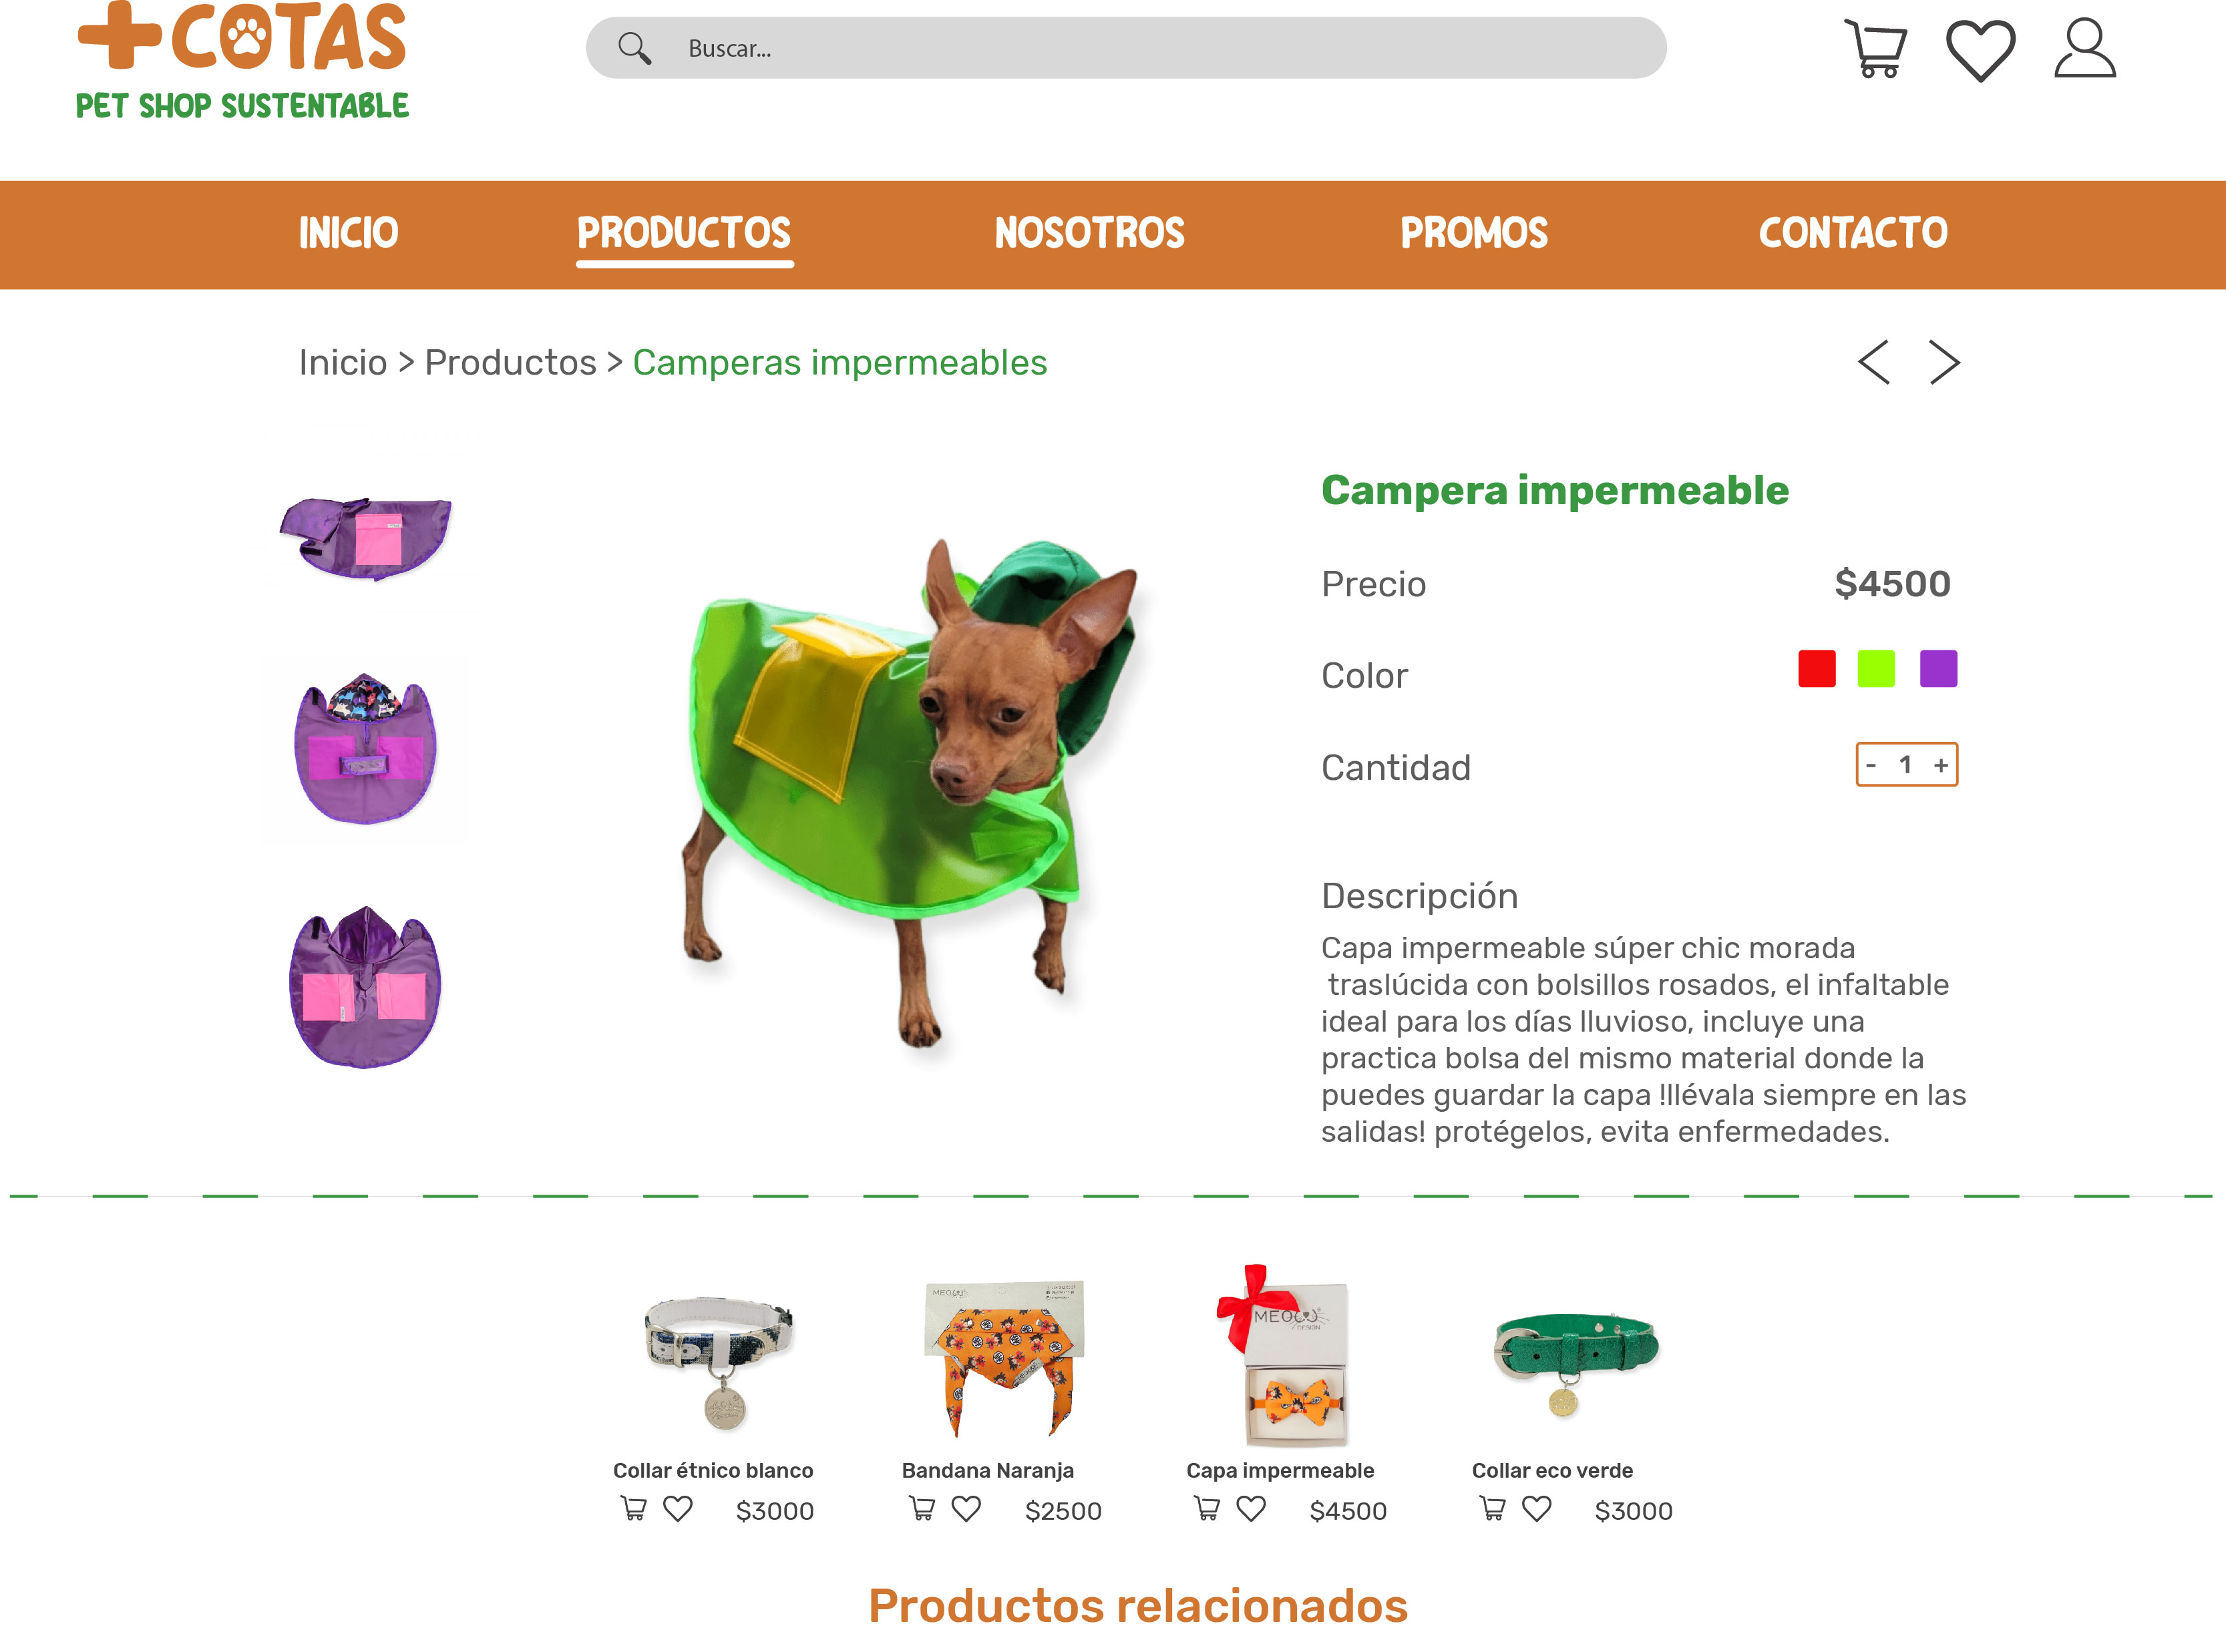 +COTAS
PET SHOP SUSTENTABLE
Buscar...
INICIO
PRODUCTOS
NOSOTROS
PROMOS
CONTACTO
Inicio > Productos > Camperas impermeables
Campera impermeable
Precio
$4500
Color
Cantidad
- 1 +
Descripción
Capa impermeable súper chic morada
traslúcida con bolsillos rosados, el infaltable
ideal para los días lluvioso, incluye una
practica bolsa del mismo material donde la
puedes guardar la capa !llévala siempre en las
salidas! protégelos, evita enfermedades.
MEOW
MEOW
DESIGN
Collar étnico blanco
$3000
Bandana Naranja
$2500
Capa impermeable
$4500
Collar eco verde
$3000
Productos relacionados